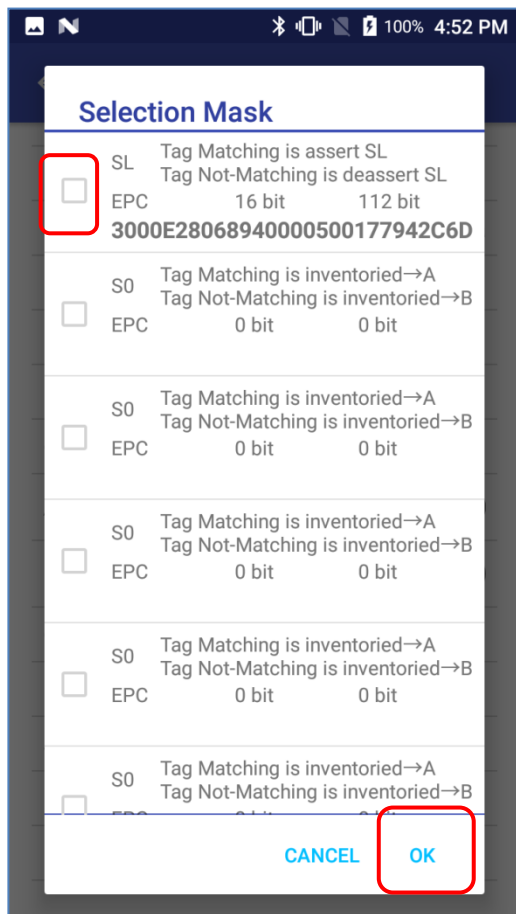 100% 4:52 PM
Selection Mask
SL Tag Matching is assert SL
Tag Not-Matching is deassert SL
EPC 16 bit 112 bit
3000E28068940000500177942C6D
S0 Tag Matching is inventoried→A
Tag Not-Matching is inventoried→B
EPC 0 bit 0 bit
S0 Tag Matching is inventoried→A
Tag Not-Matching is inventoried→B
EPC 0 bit 0 bit
S0 Tag Matching is inventoried→A
Tag Not-Matching is inventoried→B
EPC 0 bit 0 bit
S0 Tag Matching is inventoried→A
Tag Not-Matching is inventoried→B
EPC 0 bit 0 bit
S0 Tag Matching is inventoried→A
Tag Not-Matching is inventoried→B
CANCEL OK